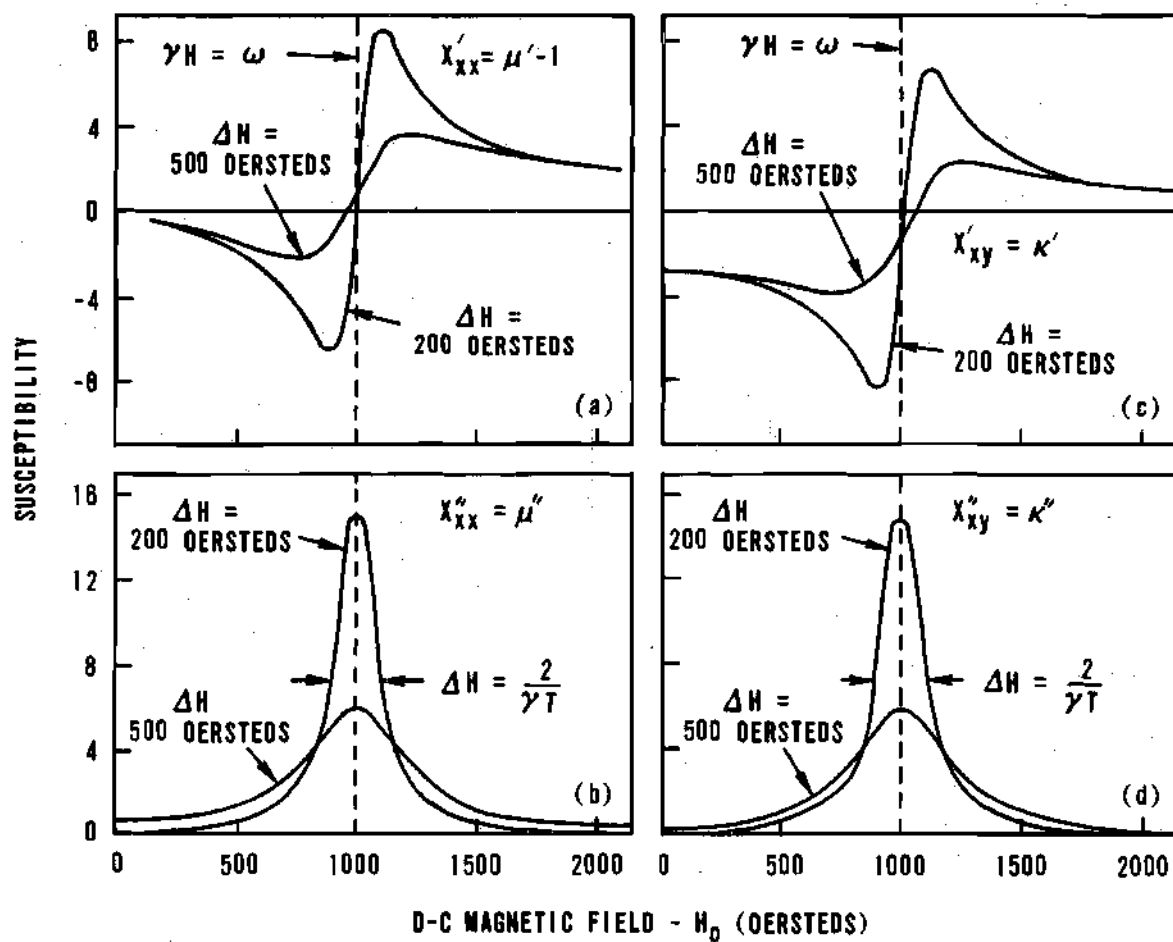 SUSCEPTIBILITY
8
4
0
-4
-8
γH = ω
χ'xx = μ'-1
ΔH =
500 OERSTEDS
ΔH =
200 OERSTEDS
(a)
γH = ω
ΔH =
500 OERSTEDS
χ'xy = κ'
ΔH =
200 OERSTEDS
(c)
16
12
8
4
0
ΔH =
200 OERSTEDS
χ"xx = μ"
ΔH = 2/γT
ΔH
500 OERSTEDS
(b)
0 500 1000 1500 2000
ΔH
200 OERSTEDS
χ"xy = κ"
ΔH = 2/γT
ΔH
500 OERSTEDS
(d)
0 500 1000 1500 2000
D-C MAGNETIC FIELD - H0 (OERSTEDS)